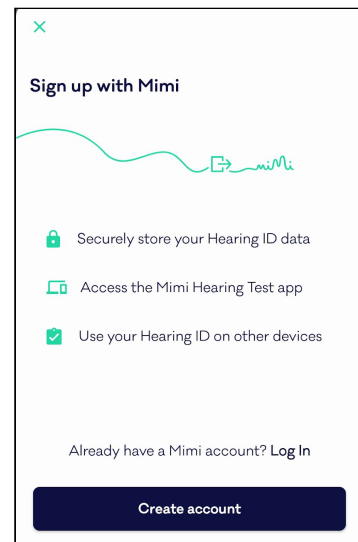 Sign up with Mimi
miMi
Securely store your Hearing ID data
Access the Mimi Hearing Test app
Use your Hearing ID on other devices
Already have a Mimi account? Log In
Create account